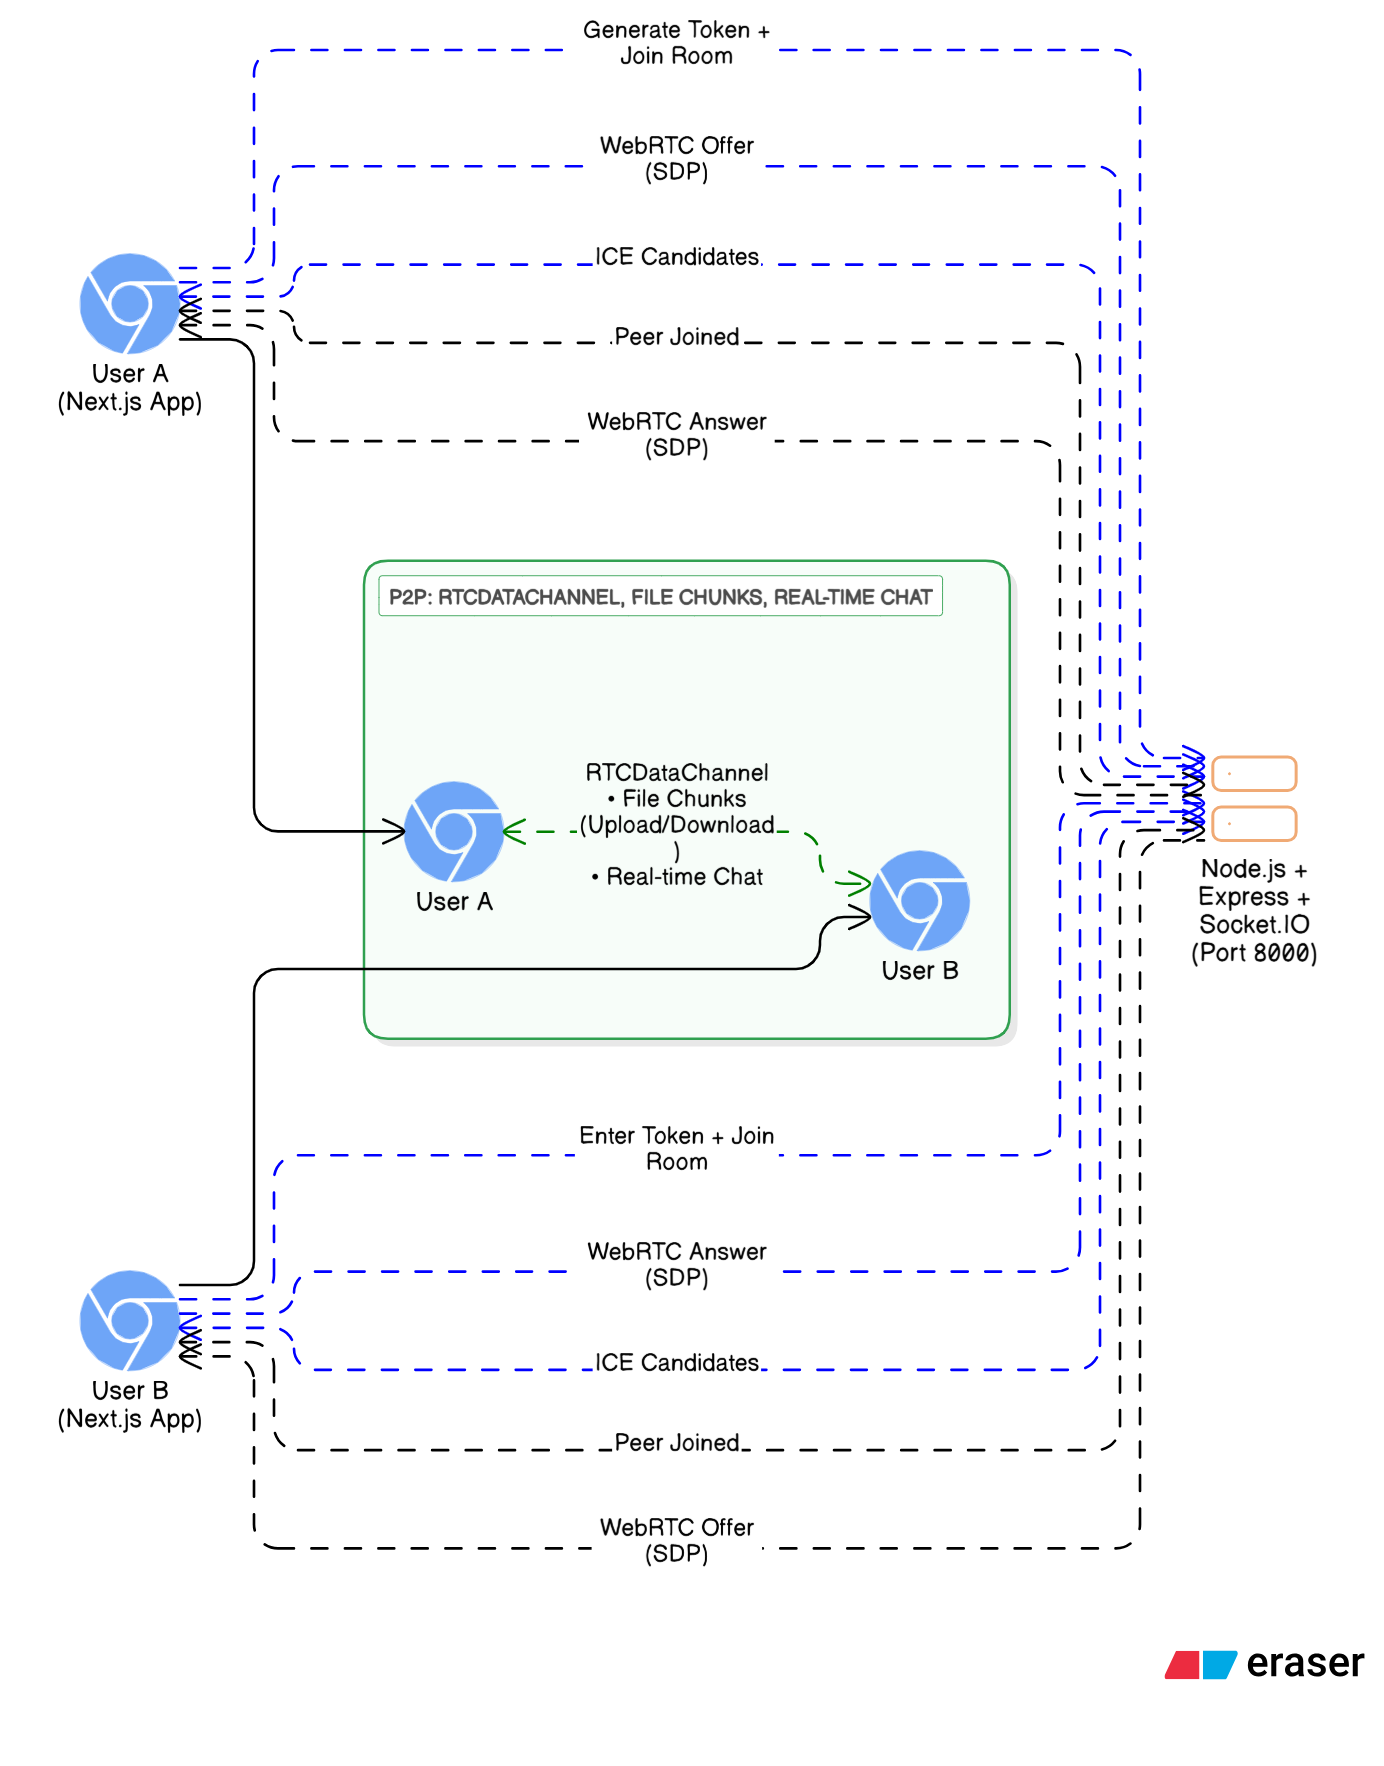 Generate Token +
Join Room
WebRTC Offer
(SDP)
ICE Candidates
Peer Joined
User A
(Next.js App)
WebRTC Answer
(SDP)
P2P: RTCDATACHANNEL, FILE CHUNKS, REAL-TIME CHAT
RTCDataChannel
• File Chunks
(Upload/Download
)
• Real-time Chat
User A
User B
Node.js +
Express +
Socket.IO
(Port 8000)
Enter Token + Join
Room
WebRTC Answer
(SDP)
ICE Candidates
User B
(Next.js App)
Peer Joined
WebRTC Offer
(SDP)
eraser